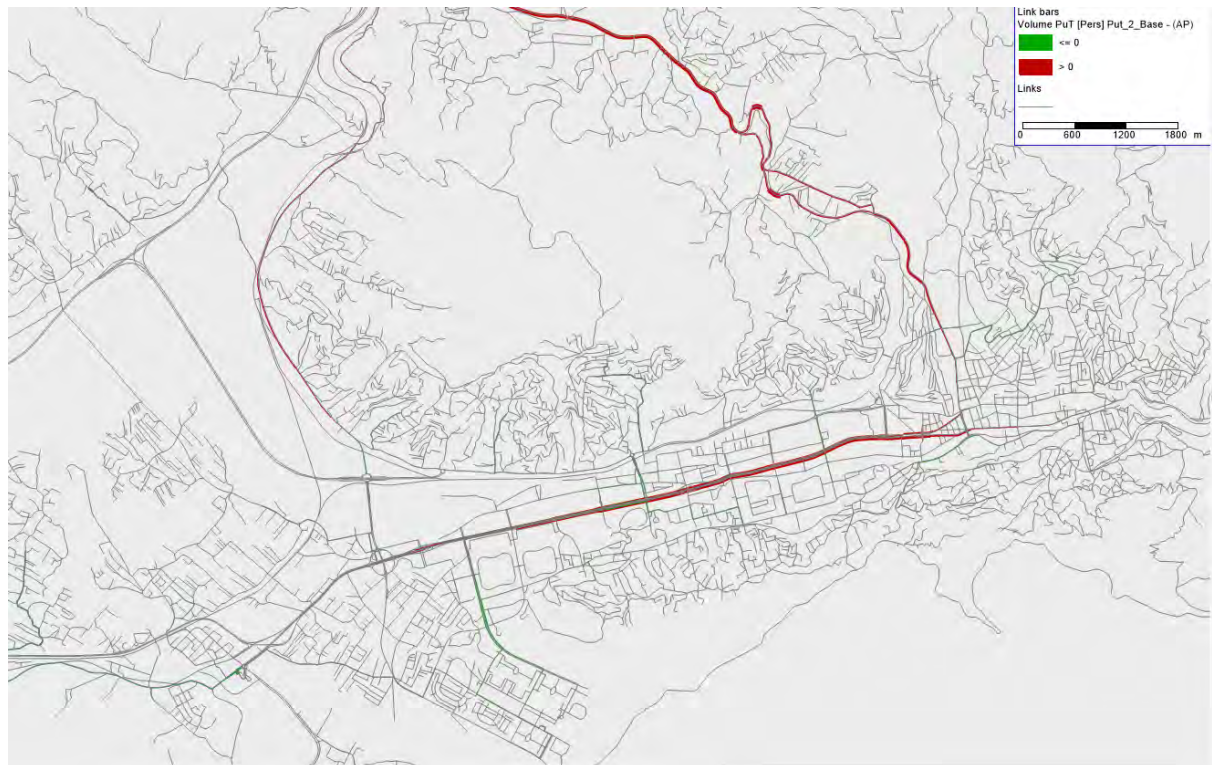 Link bars
Volume PuT [Pers] Put_2_Base - (AP)
<= 0
> 0
Links
0 600 1200 1800 m